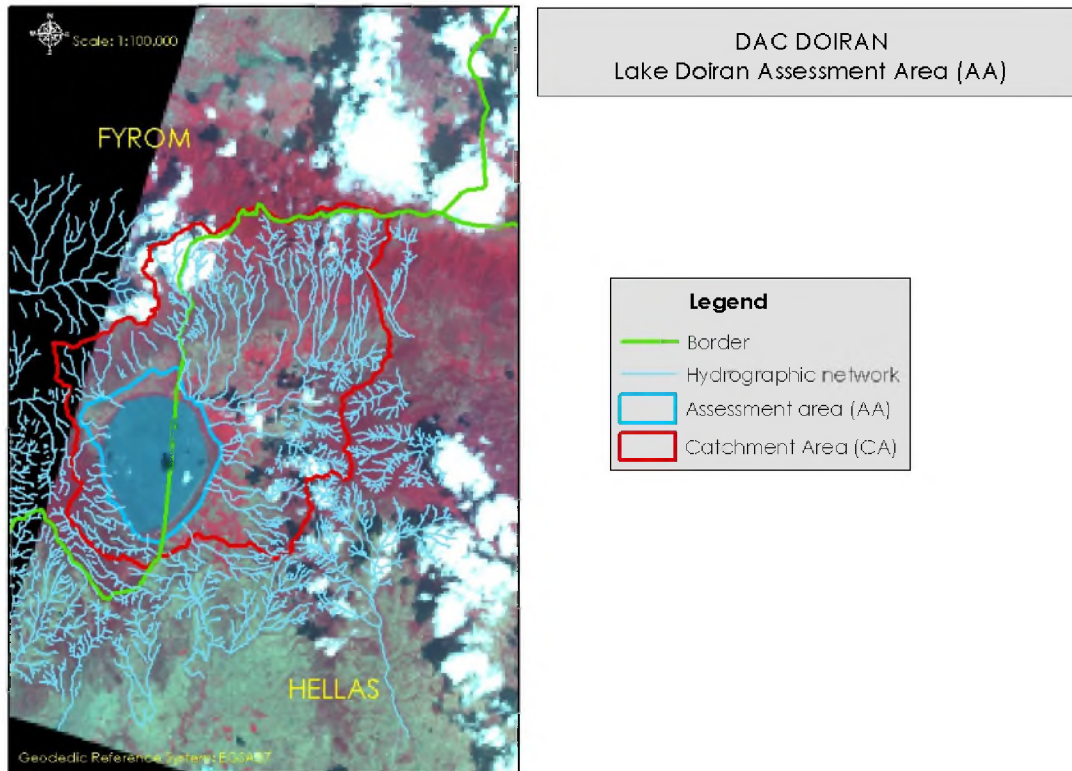 DAC DOIRAN
Lake Doiran Assessment Area (AA)
N
S
Scale: 1:100,000
FYROM
HELLAS
Geodedic Reference System: EGSA87
Legend
Border
Hydrographic network
Assessment area (AA)
Catchment Area (CA)